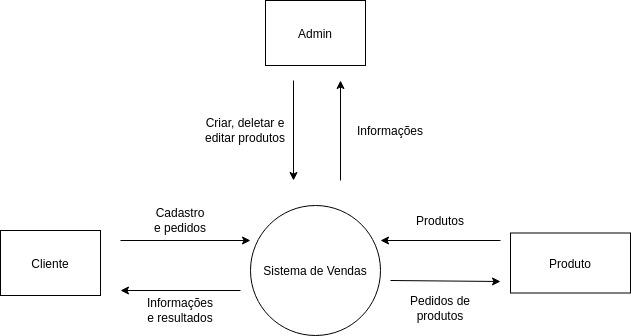 Admin
Criar, deletar e
editar produtos
Informações
Cadastro
e pedidos
Produtos
Cliente
Sistema de Vendas
Produto
Informações
e resultados
Pedidos de
produtos